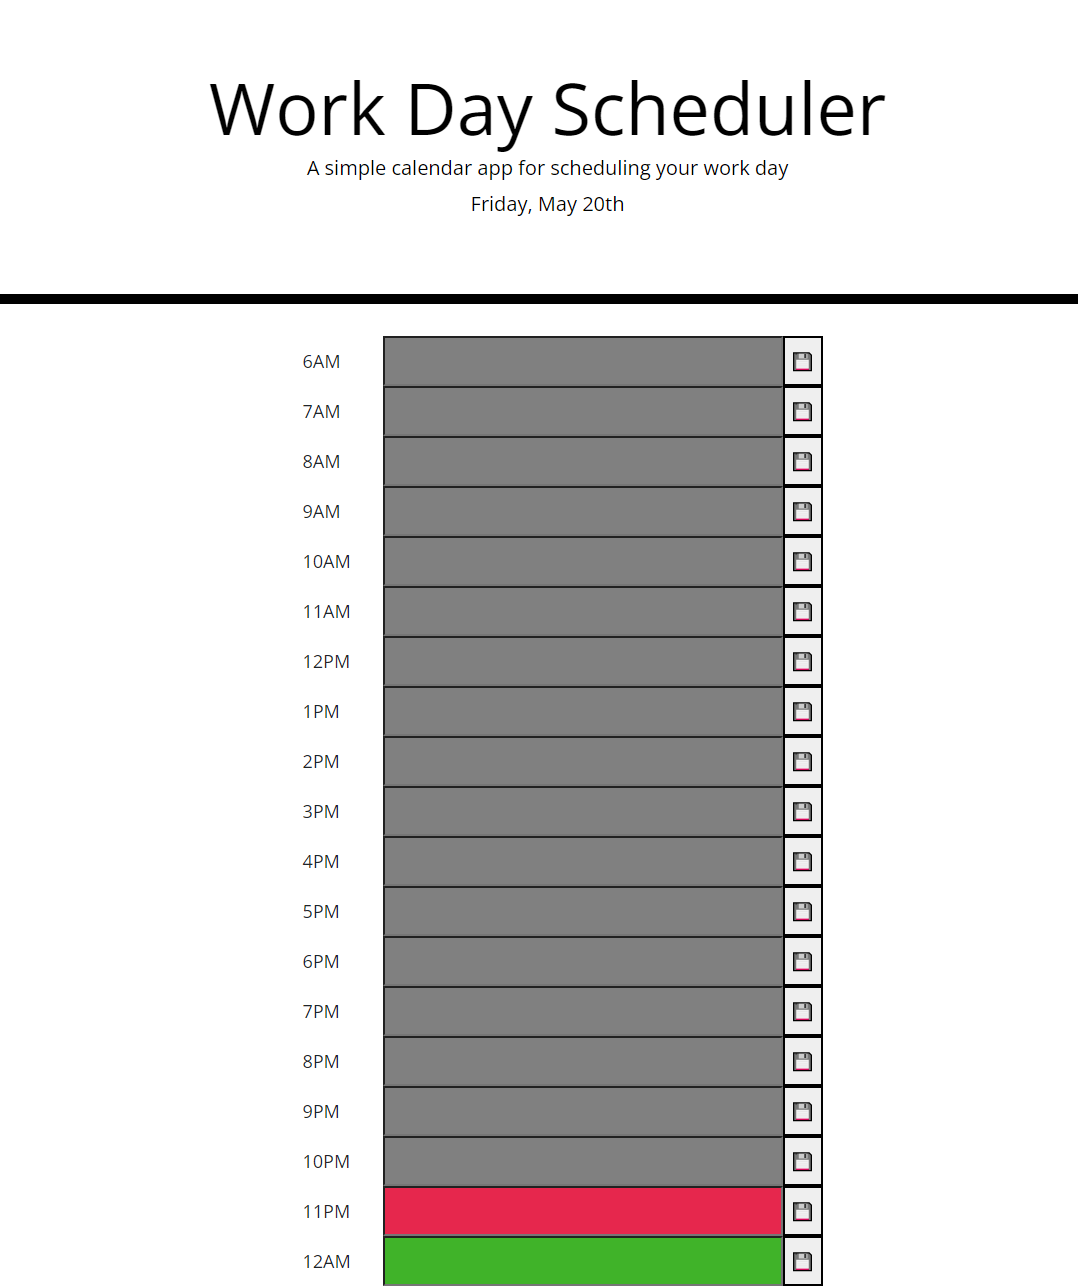 Work Day Scheduler
A simple calendar app for scheduling your work day
Friday, May 20th
6AM
7AM
8AM
9AM
10AM
11AM
12PM
1PM
2PM
3PM
4PM
5PM
6PM
7PM
8PM
9PM
10PM
11PM
12AM